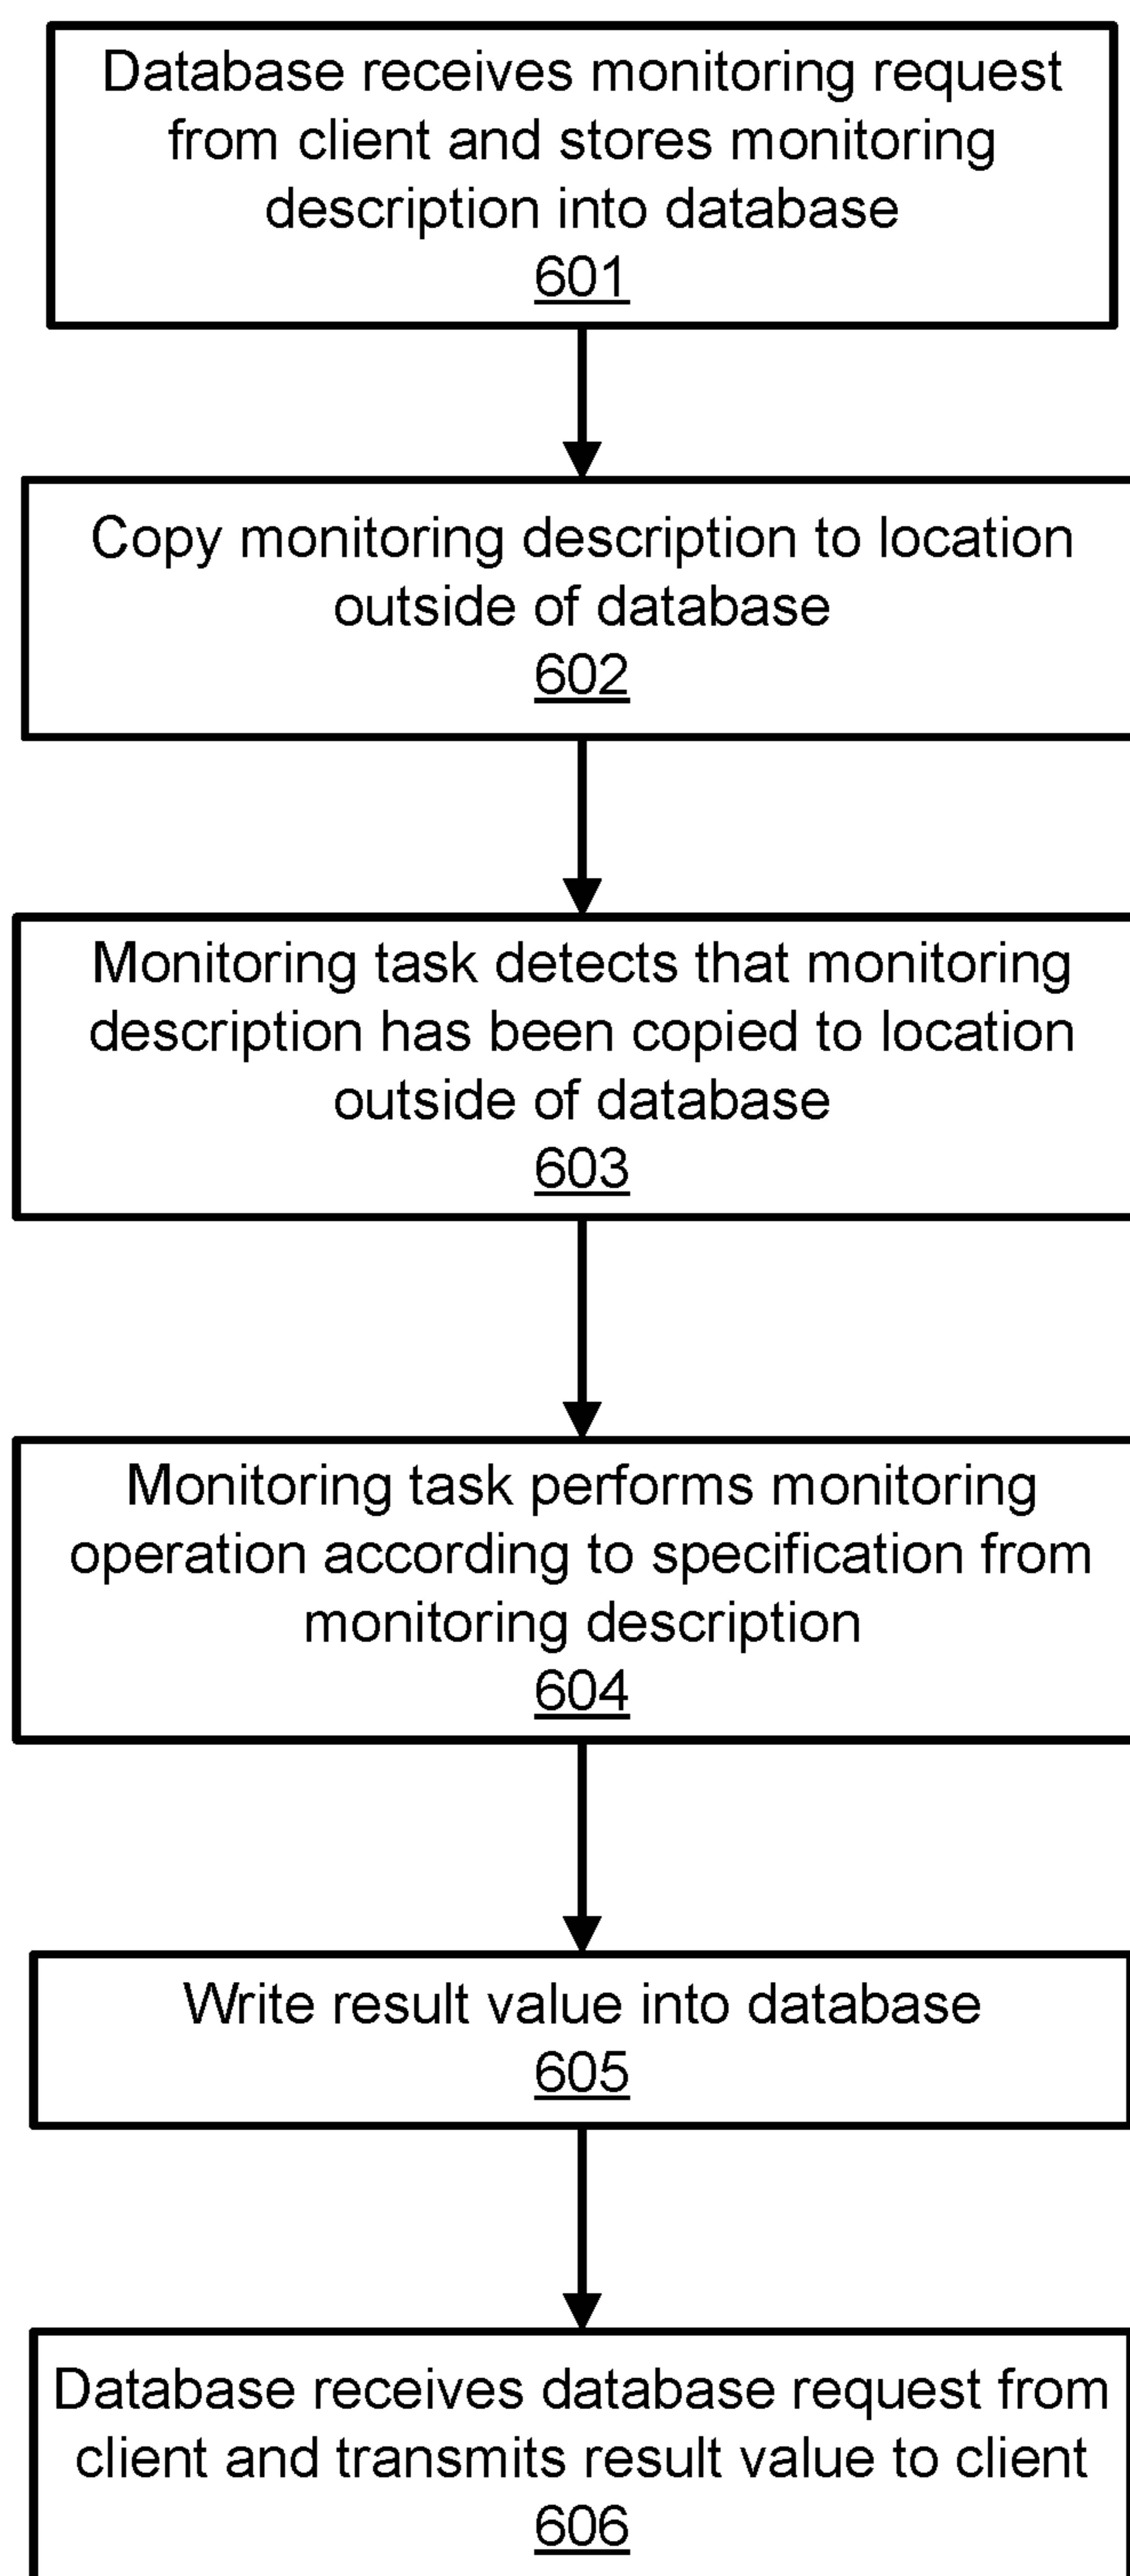 Database receives monitoring request
from client and stores monitoring
description into database
601
Copy monitoring description to location
outside of database
602
Monitoring task detects that monitoring
description has been copied to location
outside of database
603
Monitoring task performs monitoring
operation according to specification from
monitoring description
604
Write result value into database
605
Database receives database request from
client and transmits result value to client
606